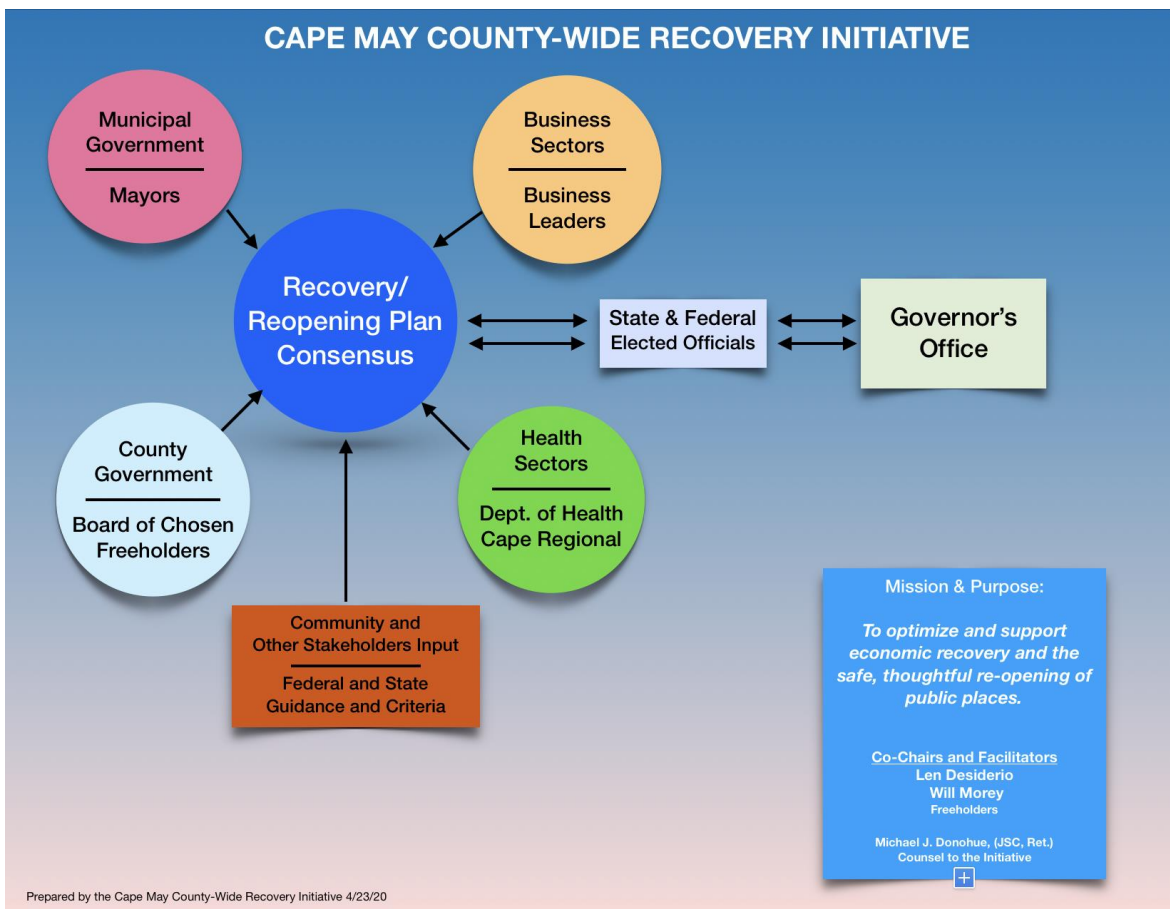 CAPE MAY COUNTY-WIDE RECOVERY INITIATIVE
Municipal
Government
Mayors
Business
Sectors
Business
Leaders
Recovery/
Reopening Plan
Consensus
State & Federal
Elected Officials
Governor's
Office
County
Government
Board of Chosen
Freeholders
Health
Sectors
Dept. of Health
Cape Regional
Community and
Other Stakeholders Input
Federal and State
Guidance and Criteria
Mission & Purpose:
To optimize and support
economic recovery and the
safe, thoughtful re-opening of
public places.
Co-Chairs and Facilitators
Len Desiderio
Will Morey
Freeholders
Michael J. Donohue, (JSC, Ret.)
Counsel to the Initiative
Prepared by the Cape May County-Wide Recovery Initiative 4/23/20